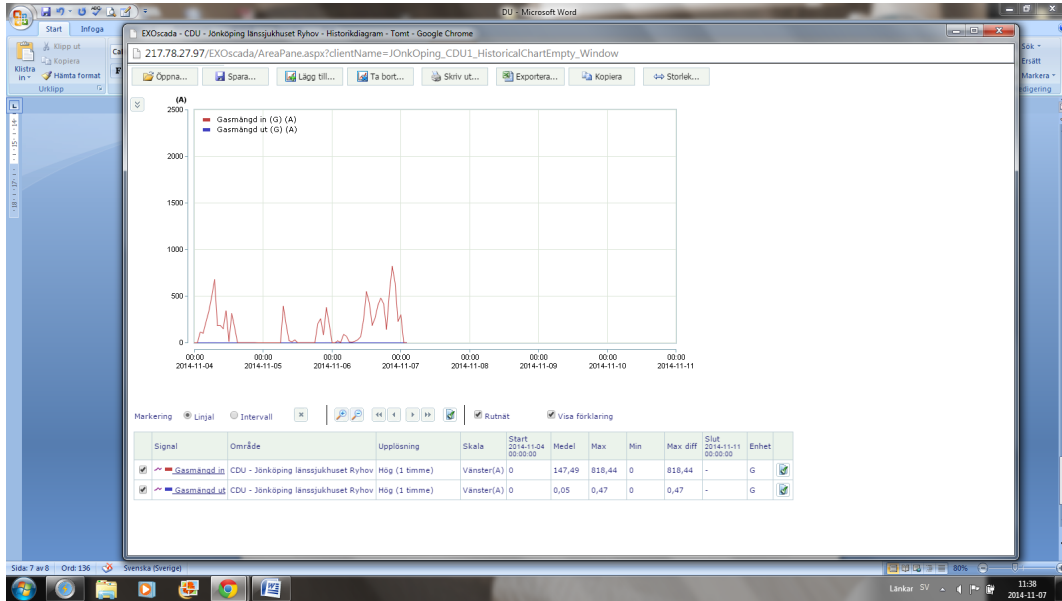 DU - Microsoft Word
Start Infoga
Klipp ut
Kopiera
Hämta format
Klistra
in
Urklipp
Sök
Ersätt
Markera
EXOscada - CDU - Jönköping länssjukhuset Ryhov - Historikdiagram - Tomt - Google Chrome
217.78.27.97/EXOscada/AreaPane.aspx?clientName=JOnkOping_CDU1_HistoricalChartEmpty_Window
Öppna... Spara... Lägg till... Ta bort... Skriv ut... Exportera... Kopiera Storlek...
(A)
2500
Gasmängd in (G) (A)
Gasmängd ut (G) (A)
2000
1500
1000
500
0
00:00 00:00 00:00 00:00 00:00 00:00 00:00 00:00
2014-11-04 2014-11-05 2014-11-06 2014-11-07 2014-11-08 2014-11-09 2014-11-10 2014-11-11
Markering Linjal Intervall Rutnät Visa förklaring
Signal Område Upplösning Skala Start 2014-11-04 00:00:00 Medel Max Min Max diff Slut 2014-11-11 00:00:00 Enhet
Gasmängd in CDU - Jönköping länssjukhuset Ryhov Hög (1 timme) Vänster(A) 0 147,49 818,44 0 818,44 - G
Gasmängd ut CDU - Jönköping länssjukhuset Ryhov Hög (1 timme) Vänster(A) 0 0,05 0,47 0 0,47 - G
Sida: 7 av 8 Ord: 136 Svenska (Sverige) 80%
Länkar SV 11:38
2014-11-07